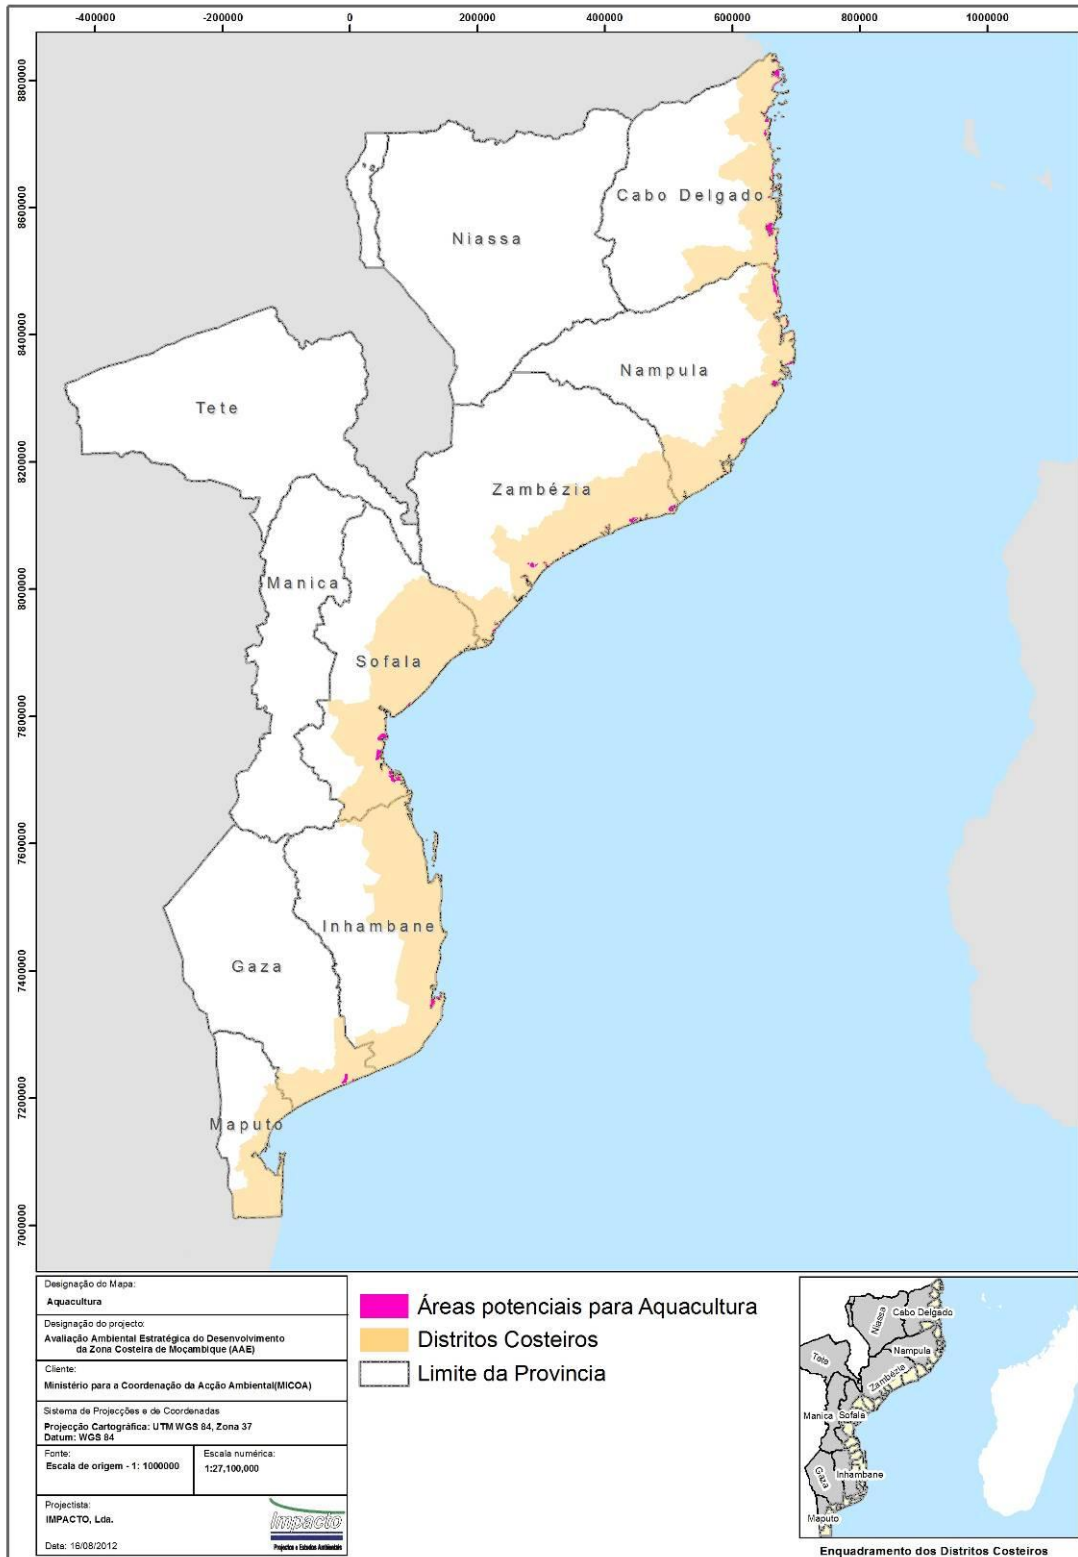 -400000 -200000 0 200000 400000 600000 800000 1000000
8800000
8600000
8400000
8200000
8000000
7800000
7600000
7400000
7200000
7000000
Cabo Delgado
Niassa
Nampula
Tete
Zambézia
Manica
Sofala
Inhambane
Gaza
Maputo
Designação do Mapa:
Aquacultura
Designação do projecto:
Avaliação Ambiental Estratégica do Desenvolvimento
da Zona Costeira de Moçambique (AAE)
Cliente:
Ministério para a Coordenação da Acção Ambiental(MICOA)
Sistema de Projecções e de Coordenadas
Projecção Cartográfica: UTM WGS 84, Zona 37
Datum: WGS 84
Fonte:
Escala de origem - 1: 1000000
Escala numérica:
1:27,100,000
Projectista:
IMPACTO, Lda.
Data: 16/08/2012
Impacto
Projectos e Estudos Ambientais
Áreas potenciais para Aquacultura
Distritos Costeiros
Limite da Provincia
Cabo Delgado
Niassa
Nampula
Tete
Zambézia
Manica
Sofala
Gaza
Inhambane
Maputo
Enquadramento dos Distritos Costeiros